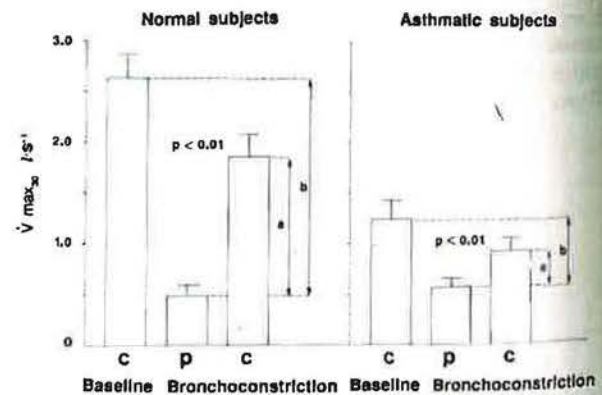 Normal subjects
Asthmatic subjects
3.0
2.0
1.0
0
V̇ max₃₀ l·s⁻¹
p < 0.01
a
b
p < 0.01
a
b
c p c
c p c
Baseline Bronchoconstriction
Baseline Bronchoconstriction